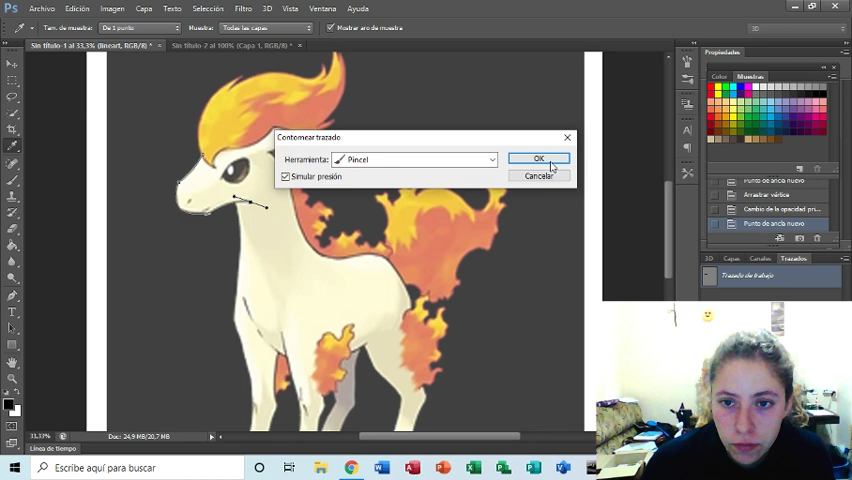 Ps Archivo Edición Imagen Capa Texto Selección Filtro 3D Vista Ventana Ayuda
Tam. de muestra: De 1 punto Muestra: Todas las capas Mostrar aro de muestra 3D
Sin título-1 al 33,3% (lineart, RGB/8) * × Sin título-2 al 100% (Capa 1, RGB/8) * ×
Propiedades
Color Muestras
Contornear trazado
Herramienta: Pincel OK
Simular presión Cancelar
Punto de ancla nuevo
Arrastrar vértice
Cambio de la opacidad pri...
Punto de ancla nuevo
3D Capas Canales Trazados
Trazado de trabajo
33,33% Doc: 24,9 MB/20,7 MB
Línea de tiempo
Escribe aquí para buscar